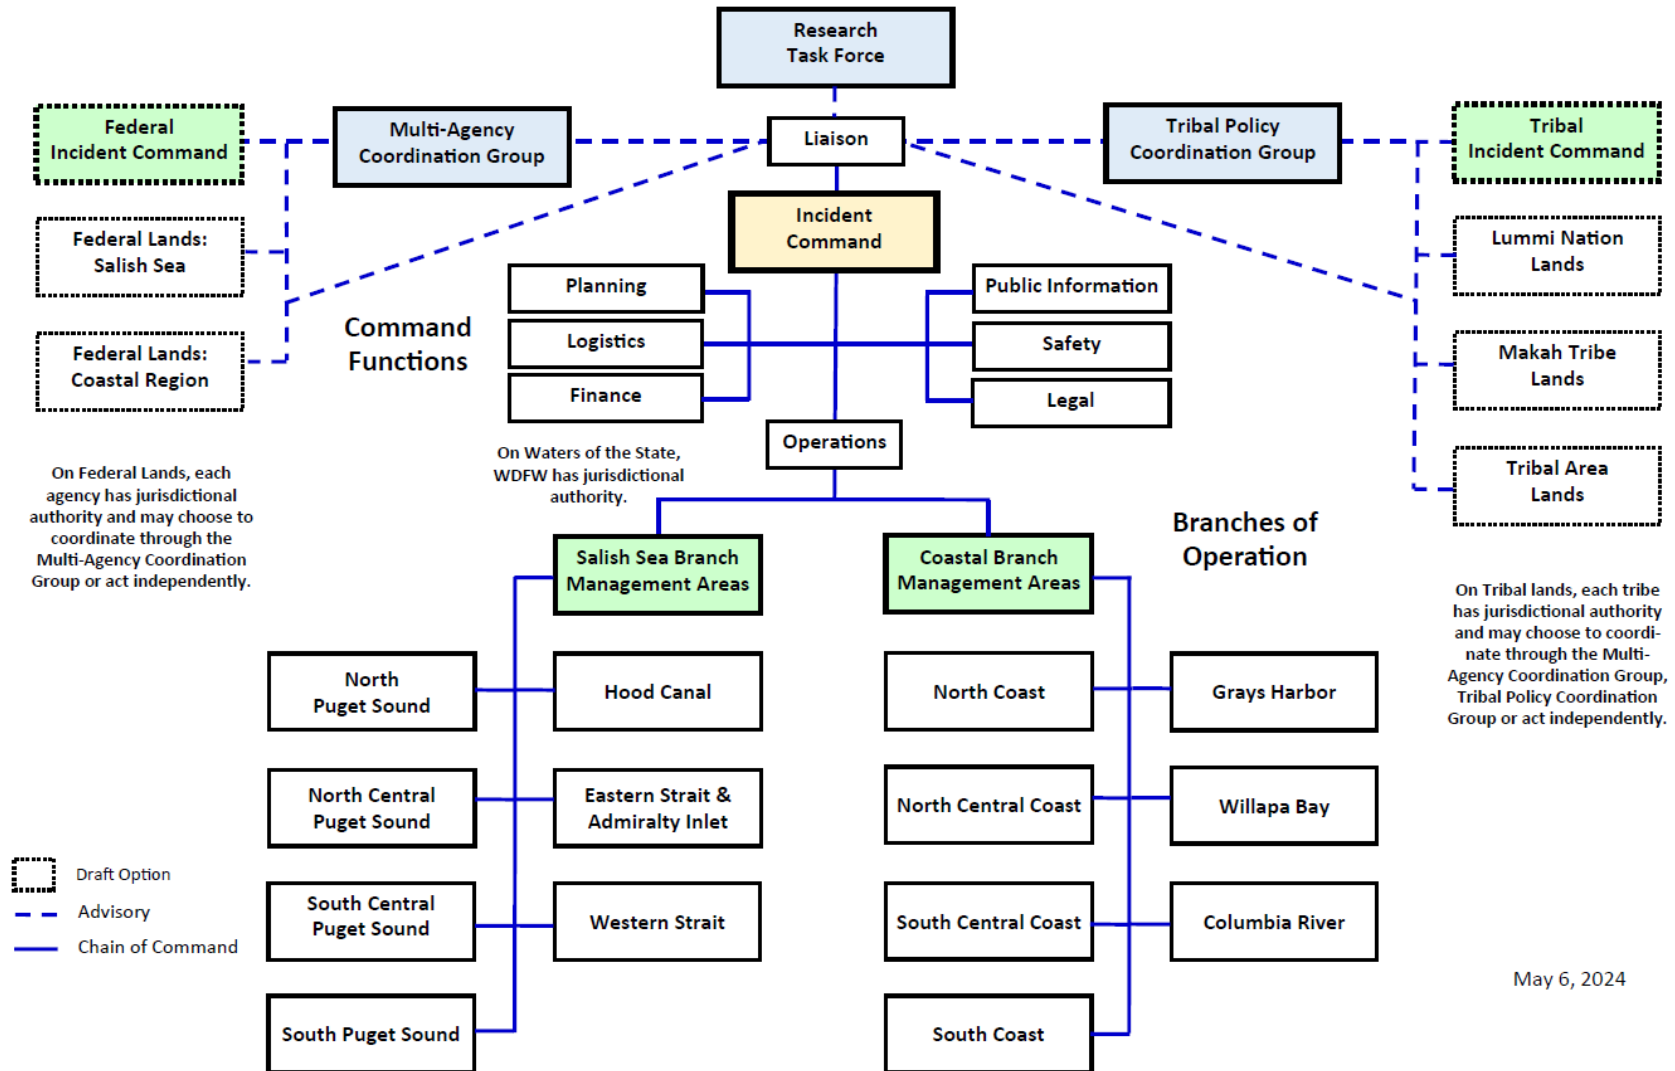 Research
Task Force
Federal
Incident Command
Multi-Agency
Coordination Group
Liaison
Tribal Policy
Coordination Group
Tribal
Incident Command
Incident
Command
Federal Lands:
Salish Sea
Lummi Nation
Lands
Planning
Public Information
Command
Functions
Logistics
Safety
Federal Lands:
Coastal Region
Makah Tribe
Lands
Finance
Legal
Operations
On Waters of the State,
WDFW has jurisdictional
authority.
Tribal Area
Lands
On Federal Lands, each
agency has jurisdictional
authority and may choose to
coordinate through the
Multi-Agency Coordination
Group or act independently.
Branches of
Operation
Salish Sea Branch
Management Areas
Coastal Branch
Management Areas
On Tribal lands, each tribe
has jurisdictional authority
and may choose to coordi-
nate through the Multi-
Agency Coordination Group,
Tribal Policy Coordination
Group or act independently.
North
Puget Sound
Hood Canal
North Coast
Grays Harbor
North Central
Puget Sound
Eastern Strait &
Admiralty Inlet
North Central Coast
Willapa Bay
South Central
Puget Sound
Western Strait
South Central Coast
Columbia River
South Puget Sound
South Coast
Draft Option
Advisory
Chain of Command
May 6, 2024